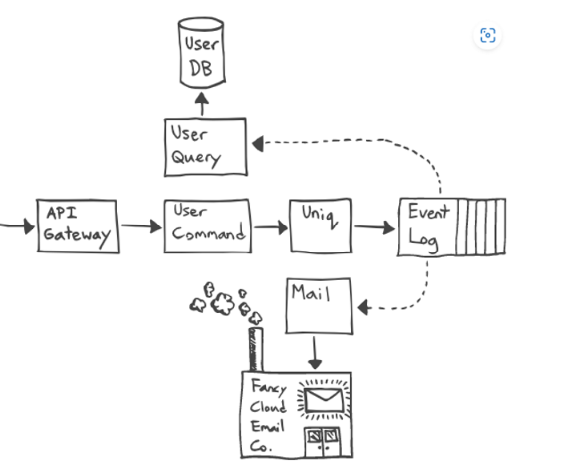 User
DB
User
Query
API
Gateway
User
Command
Uniq
Event
Log
Mail
Fancy
Cloud
Email
Co.